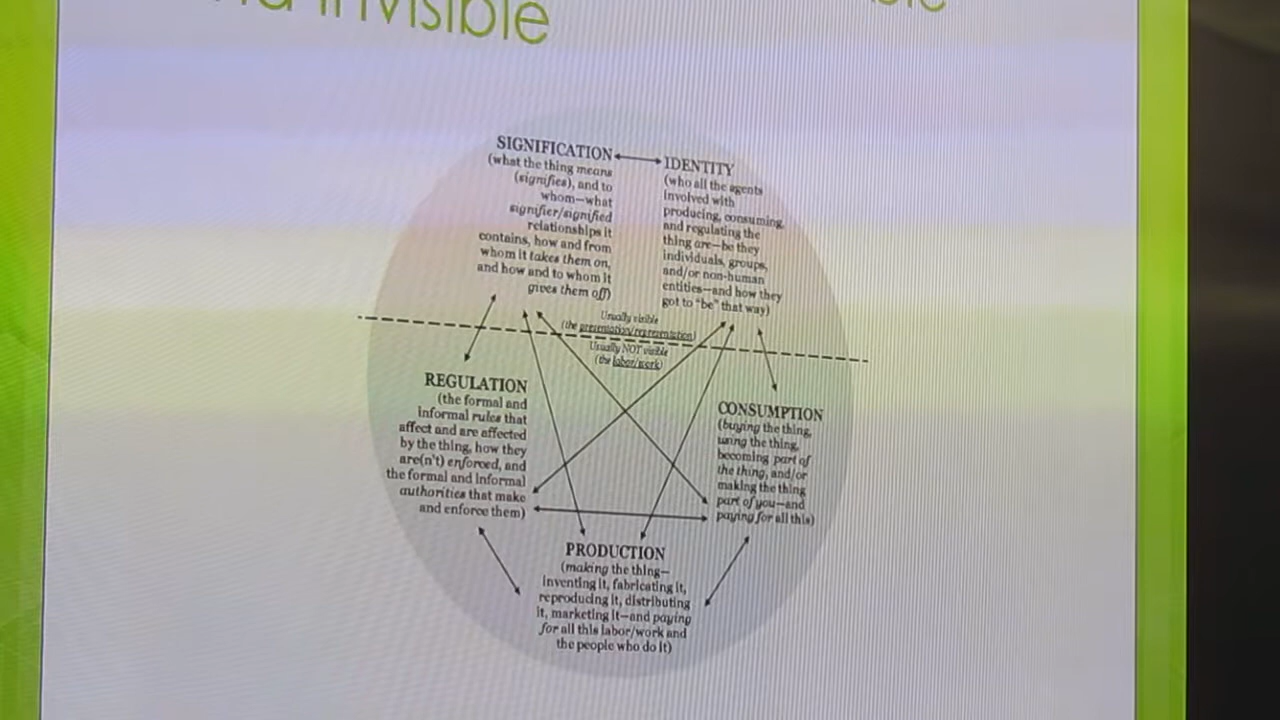 and invisible
SIGNIFICATION
(what the thing means
(signifies), and to
whom—what
signifier/signified
relationships it
contains, how and from
whom it takes them on,
and how and to whom it
gives them off)
IDENTITY
(who all the agents
involved with
producing, consuming,
and regulating the
thing are—be they
individuals, groups,
and/or non-human
entities—and how they
got to "be" that way)
Usually visible
(the presentation/representation)
Usually NOT visible
(the labor/work)
REGULATION
(the formal and
informal rules that
affect and are affected
by the thing, how they
are(n't) enforced, and
the formal and informal
authorities that make
and enforce them)
CONSUMPTION
(buying the thing,
using the thing,
becoming part of
the thing, and/or
making the thing
part of you—and
paying for all this)
PRODUCTION
(making the thing—
inventing it, fabricating it,
reproducing it, distributing
it, marketing it—and paying
for all this labor/work and
the people who do it)